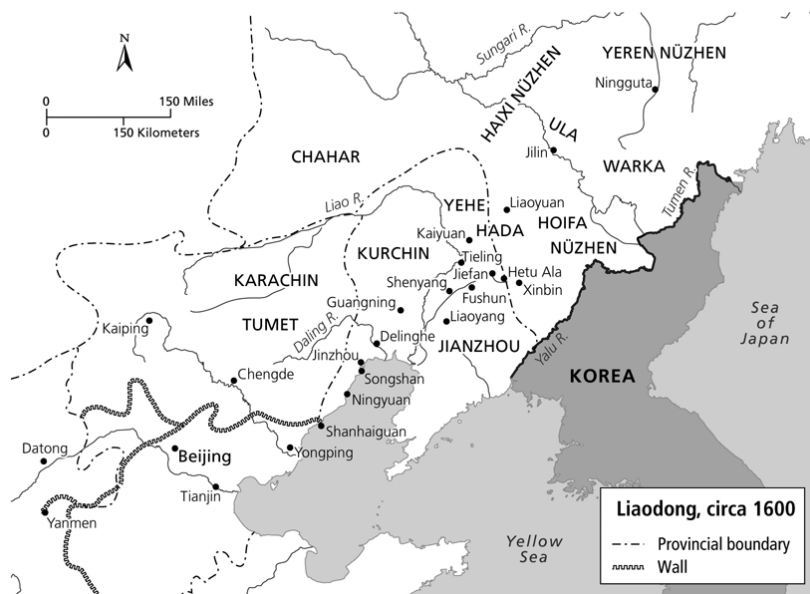 N
0 150 Miles
0 150 Kilometers
Sungari R.
YEREN NÜZHEN
Ningguta
HAIXI NÜZHEN
ULA
Jilin
WARKA
CHAHAR
Tumen R.
Liao R.
YEHE
Liaoyuan
HADA
HOIFA
NÜZHEN
Kaiyuan
KURCHIN
Tieling
Jiefan
Hetu Ala
Xinbin
Shenyang
Fushun
KARACHIN
Guangning
Liaoyang
TUMET
Kaiping
Daling R.
Delinghe
JIANZHOU
Yalu R.
Sea
of
Japan
Jinzhou
Songshan
KOREA
Chengde
Ningyuan
Shanhaiguan
Datong
Beijing
Yongping
Tianjin
Yanmen
Yellow
Sea
Liaodong, circa 1600
Provincial boundary
Wall